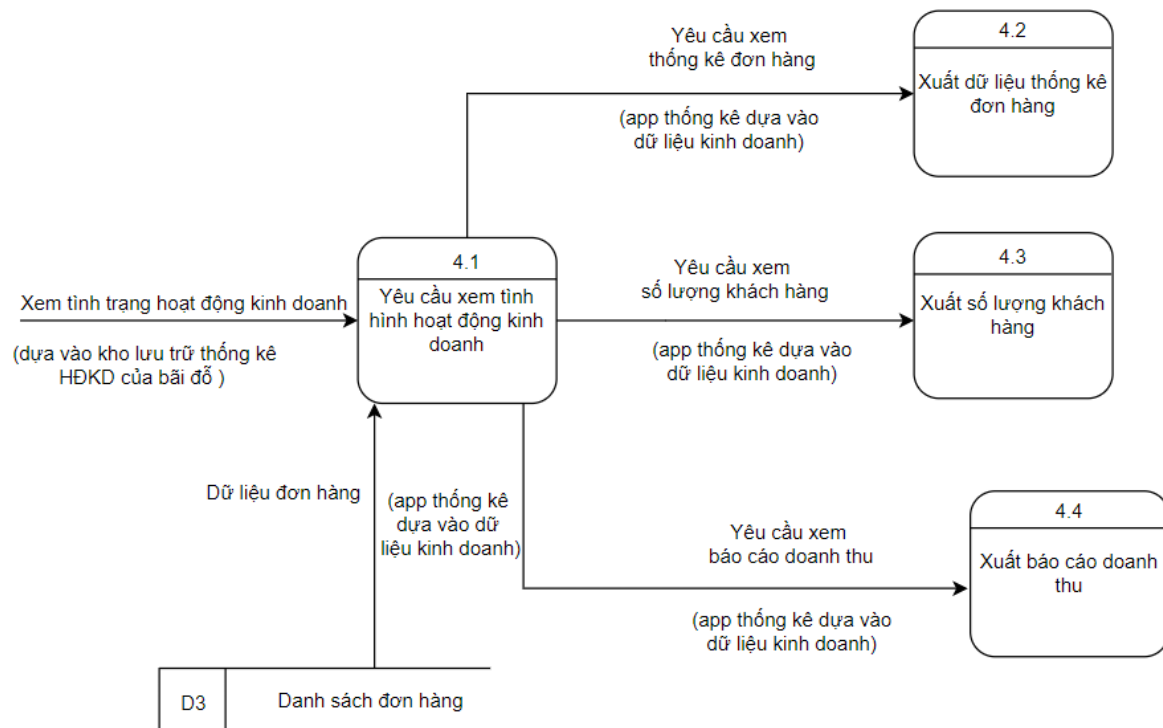 Yêu cầu xem
thống kê đơn hàng
(app thống kê dựa vào
dữ liệu kinh doanh)
4.2
Xuất dữ liệu thống kê
đơn hàng
Xem tình trạng hoạt động kinh doanh
(dựa vào kho lưu trữ thống kê
HĐKD của bãi đỗ )
4.1
Yêu cầu xem tình
hình hoạt động kinh
doanh
Yêu cầu xem
số lượng khách hàng
(app thống kê dựa vào
dữ liệu kinh doanh)
4.3
Xuất số lượng khách
hàng
Dữ liệu đơn hàng
(app thống kê
dựa vào dữ
liệu kinh doanh)
Yêu cầu xem
báo cáo doanh thu
(app thống kê dựa vào
dữ liệu kinh doanh)
4.4
Xuất báo cáo doanh
thu
D3
Danh sách đơn hàng